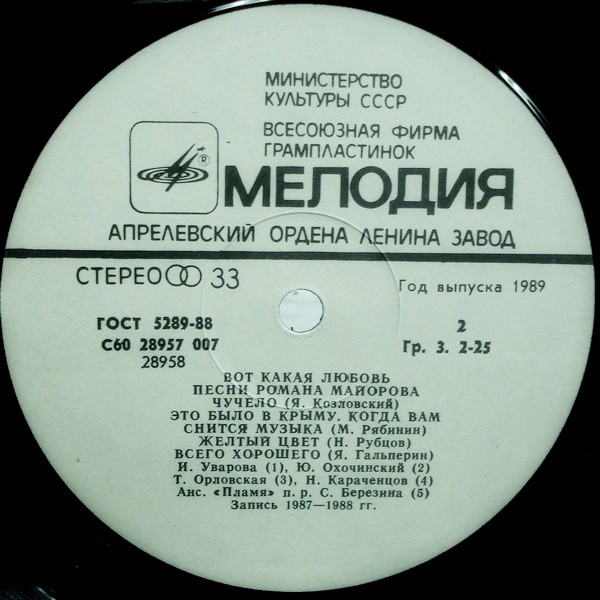 МИНИСТЕРСТВО
КУЛЬТУРЫ СССР
ВСЕСОЮЗНАЯ ФИРМА
ГРАМПЛАСТИНОК
®
МЕЛОДИЯ
АПРЕЛЕВСКИЙ ОРДЕНА ЛЕНИНА ЗАВОД
СТЕРЕО 33
Год выпуска 1989
ГОСТ 5289-88
2
С60 28957 007
Гр. 3. 2-25
28958
ВОТ КАКАЯ ЛЮБОВЬ
ПЕСНИ РОМАНА МАЙОРОВА
ЧУЧЕЛО (Я. Козловский)
ЭТО БЫЛО В КРЫМУ. КОГДА ВАМ
СНИТСЯ МУЗЫКА (М. Рябинин)
ЖЕЛТЫЙ ЦВЕТ (Н. Рубцов)
ВСЕГО ХОРОШЕГО (Я. Гальперин)
И. Уварова (1), Ю. Охочинский (2)
Т. Орловская (3), Н. Караченцов (4)
Анс. «Пламя» п. р. С. Березина (5)
Запись 1987—1988 гг.